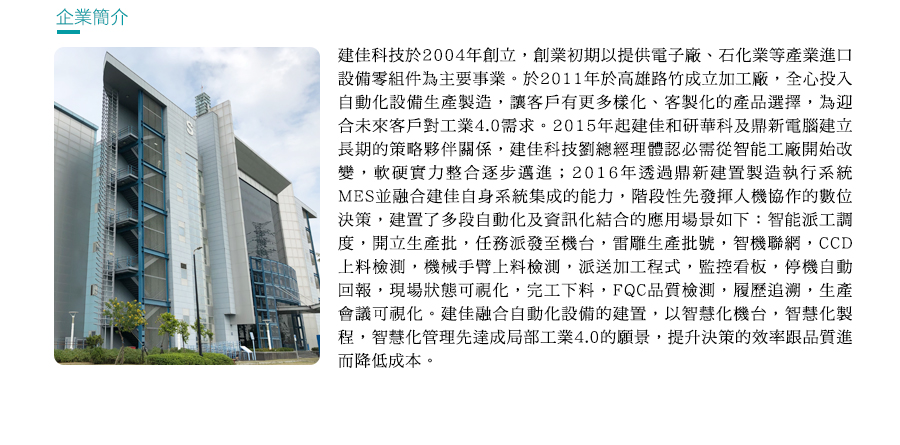 企業簡介
建佳科技於2004年創立，創業初期以提供電子廠、石化業等產業進口
設備零組件為主要事業。於2011年於高雄路竹成立加工廠，全心投入
自動化設備生產製造，讓客戶有更多樣化、客製化的產品選擇，為迎
合未來客戶對工業4.0需求。2015年起建佳和研華科及鼎新電腦建立
長期的策略夥伴關係，建佳科技劉總經理體認必需從智能工廠開始改
變，軟硬實力整合逐步邁進；2016年透過鼎新建置製造執行系統
MES並融合建佳自身系統集成的能力，階段性先發揮人機協作的數位
決策，建置了多段自動化及資訊化結合的應用場景如下：智能派工調
度，開立生產批，任務派發至機台，雷雕生產批號，智機聯網，CCD
上料檢測，機械手臂上料檢測，派送加工程式，監控看板，停機自動
回報，現場狀態可視化，完工下料，FQC品質檢測，履歷追溯，生產
會議可視化。建佳融合自動化設備的建置，以智慧化機台，智慧化製
程，智慧化管理先達成局部工業4.0的願景，提升決策的效率跟品質進
而降低成本。
S